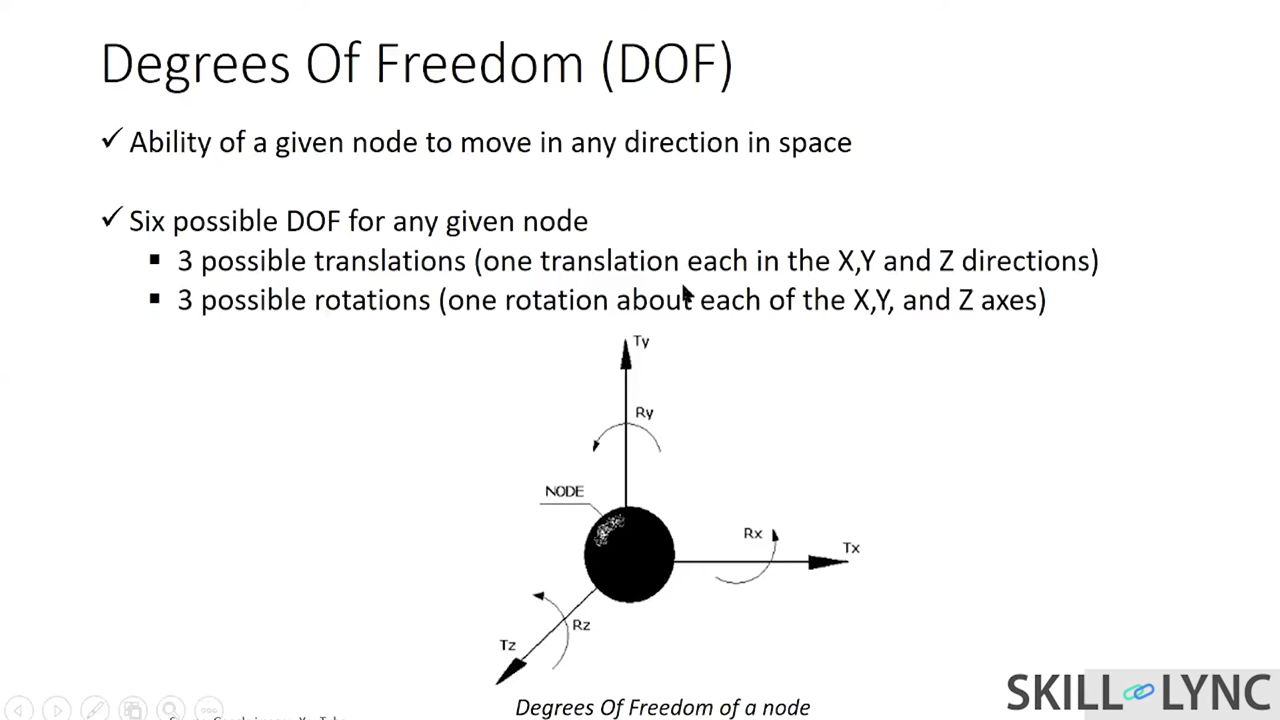 Degrees Of Freedom (DOF)
✓ Ability of a given node to move in any direction in space
✓ Six possible DOF for any given node
▪ 3 possible translations (one translation each in the X,Y and Z directions)
▪ 3 possible rotations (one rotation about each of the X,Y, and Z axes)
Ty
Ry
NODE
Rx
Tx
Rz
Tz
Degrees Of Freedom of a node
SKILL LYNC